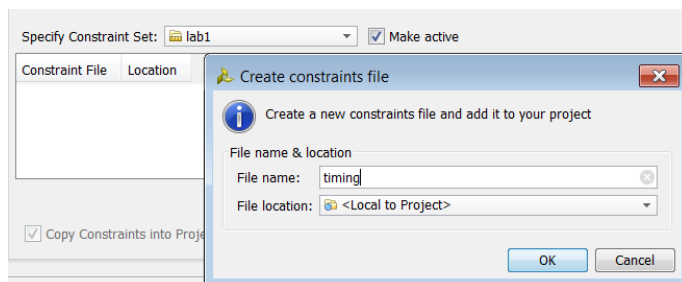 Specify Constraint Set: lab1 Make active
Constraint File Location
Create constraints file
Create a new constraints file and add it to your project
File name & location
File name: timing
File location: <Local to Project>
Copy Constraints into Proje
OK Cancel